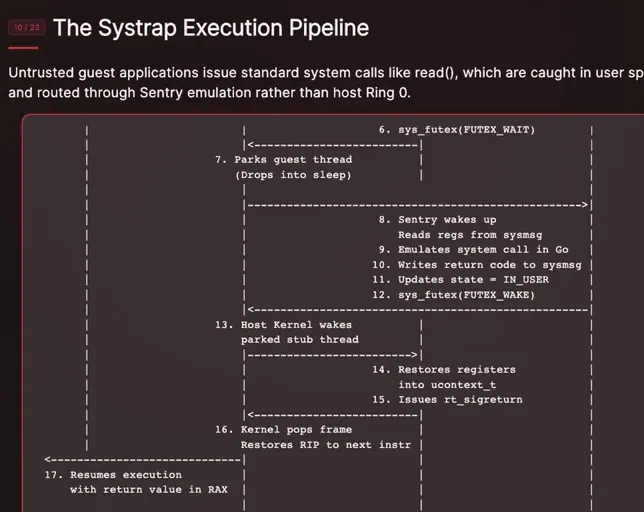 10 / 23
The Systrap Execution Pipeline
Untrusted guest applications issue standard system calls like read(), which are caught in user sp
and routed through Sentry emulation rather than host Ring 0.
6. sys_futex(FUTEX_WAIT)
7. Parks guest thread
(Drops into sleep)
8. Sentry wakes up
Reads regs from sysmsg
9. Emulates system call in Go
10. Writes return code to sysmsg
11. Updates state = IN_USER
12. sys_futex(FUTEX_WAKE)
13. Host Kernel wakes
parked stub thread
14. Restores registers
into ucontext_t
15. Issues rt_sigreturn
16. Kernel pops frame
Restores RIP to next instr
17. Resumes execution
with return value in RAX